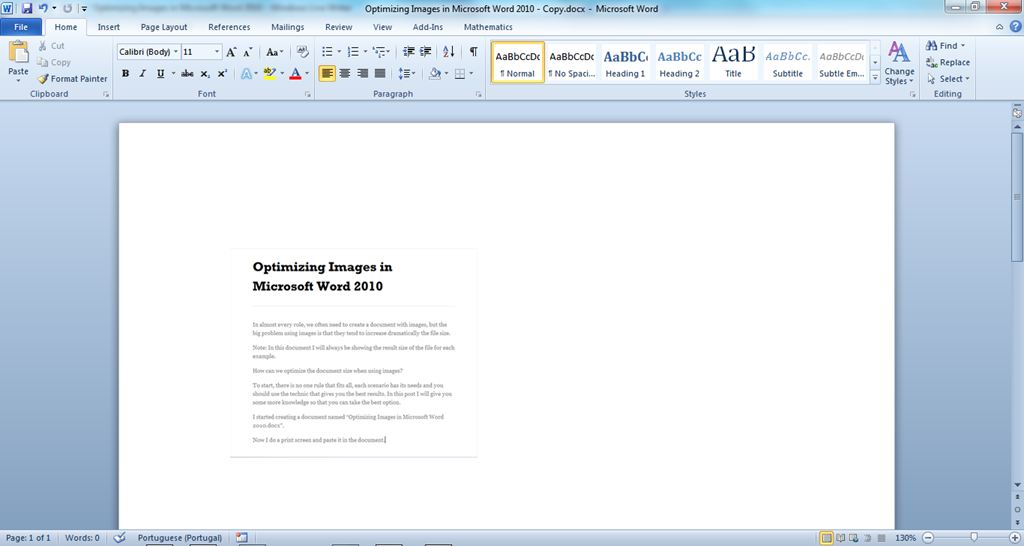 Optimizing Images in Microsoft Word 2010 - Copy.docx - Microsoft Word
File Home Insert Page Layout References Mailings Review View Add-Ins Mathematics
Paste
Cut
Copy
Format Painter
Clipboard
Calibri (Body) 11
Font
Paragraph
AaBbCcDc AaBbCcDc AaBbCc AaBbCc AaB AaBbCc. AaBbCcDc
¶ Normal ¶ No Spaci... Heading 1 Heading 2 Title Subtitle Subtle Em...
Styles
Change
Styles
Find
Replace
Select
Editing
Optimizing Images in
Microsoft Word 2010
In almost every role, we often need to create a document with images, but the
big problem using images is that they tend to increase dramatically the file size.
Note: In this document I will always be showing the result size of the file for each
example.
How can we optimize the document size when using images?
To start, there is no one rule that fits all, each scenario has its needs and you
should use the technic that gives you the best results. In this post I will give you
some more knowledge so that you can take the best option.
I started creating a document named "Optimizing Images in Microsoft Word
2010.docx".
Now I do a print screen and paste it in the document.
Page: 1 of 1 Words: 0 Portuguese (Portugal) 130%